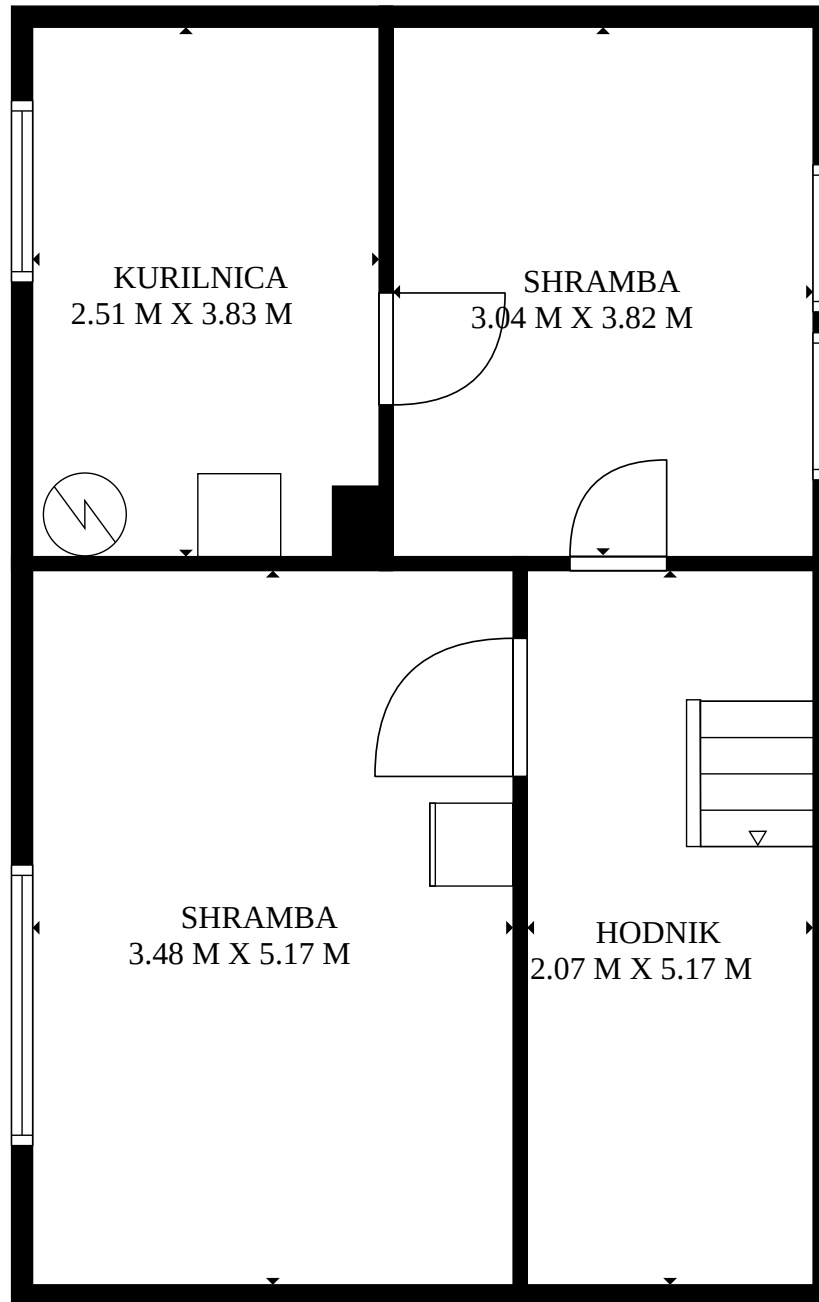 KURILNICA
2.51 M X 3.83 M
SHRAMBA
3.04 M X 3.82 M
SHRAMBA
3.48 M X 5.17 M
HODNIK
2.07 M X 5.17 M